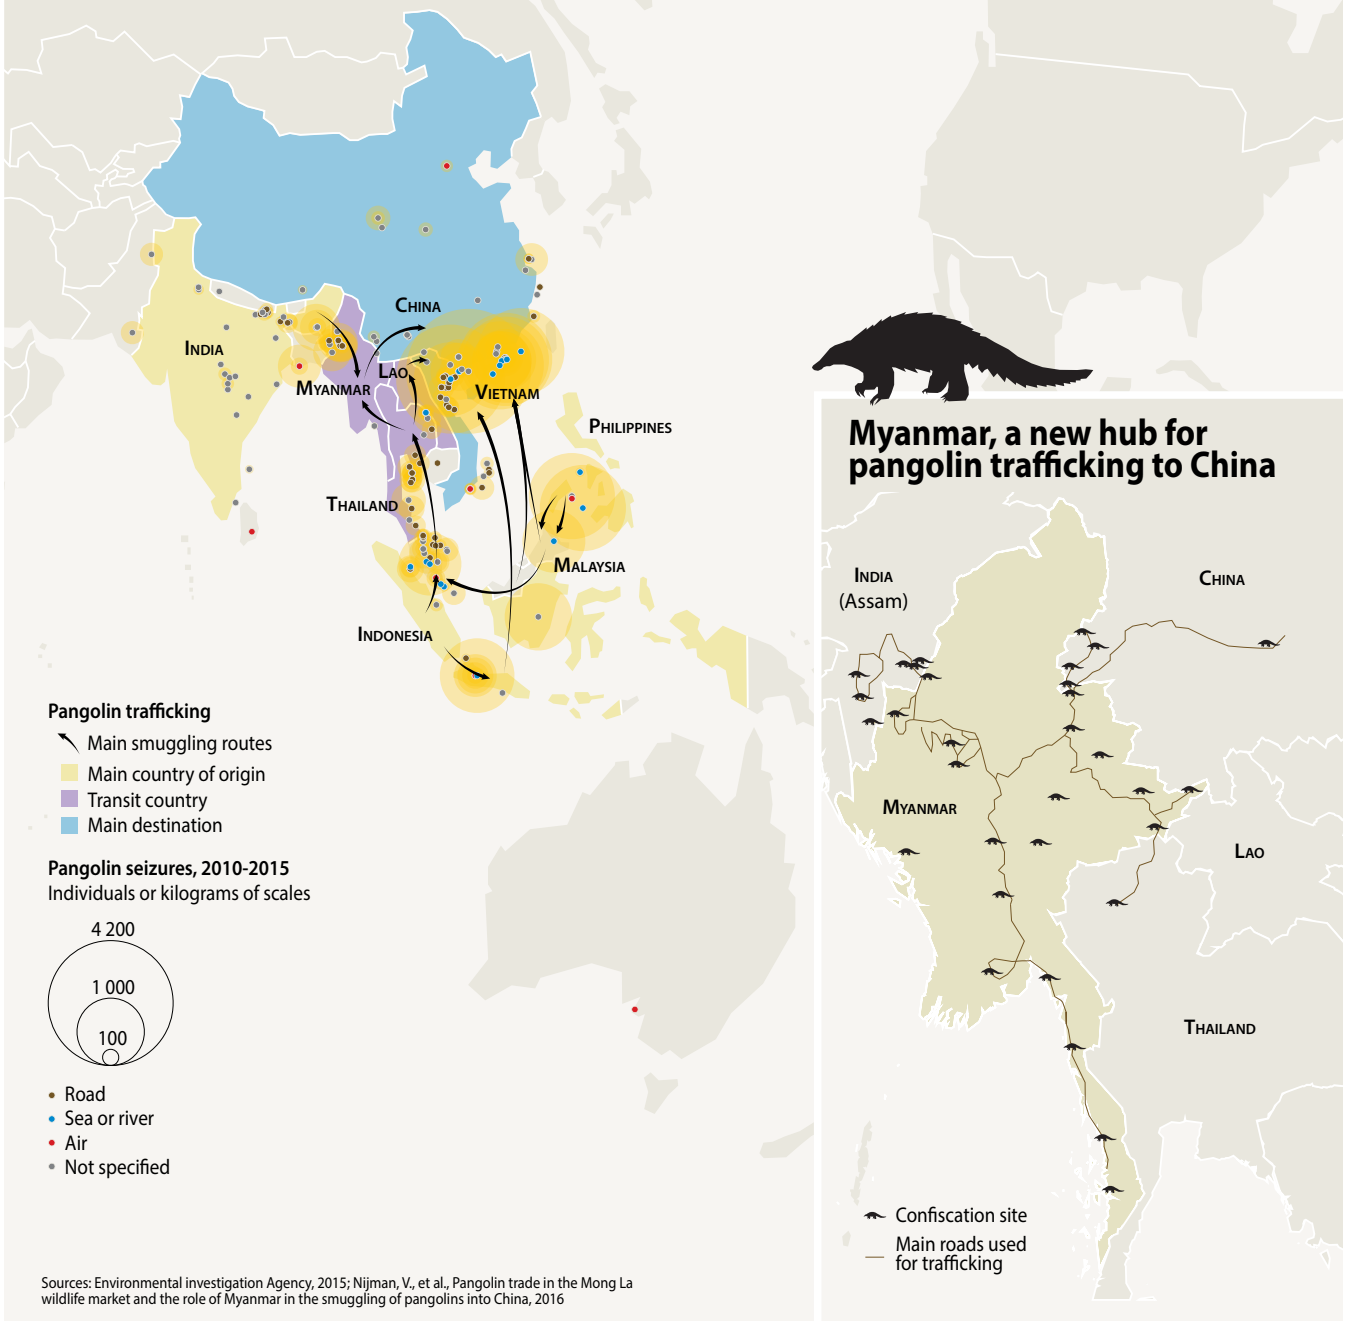 CHINA
INDIA
LAO
MYANMAR
VIETNAM
PHILIPPINES
THAILAND
MALAYSIA
INDONESIA
Pangolin trafficking
Main smuggling routes
Main country of origin
Transit country
Main destination
Pangolin seizures, 2010-2015
Individuals or kilograms of scales
4 200
1 000
100
Road
Sea or river
Air
Not specified
Sources: Environmental investigation Agency, 2015; Nijman, V., et al., Pangolin trade in the Mong La
wildlife market and the role of Myanmar in the smuggling of pangolins into China, 2016
Myanmar, a new hub for
pangolin trafficking to China
INDIA
(Assam)
CHINA
MYANMAR
LAO
THAILAND
Confiscation site
Main roads used
for trafficking